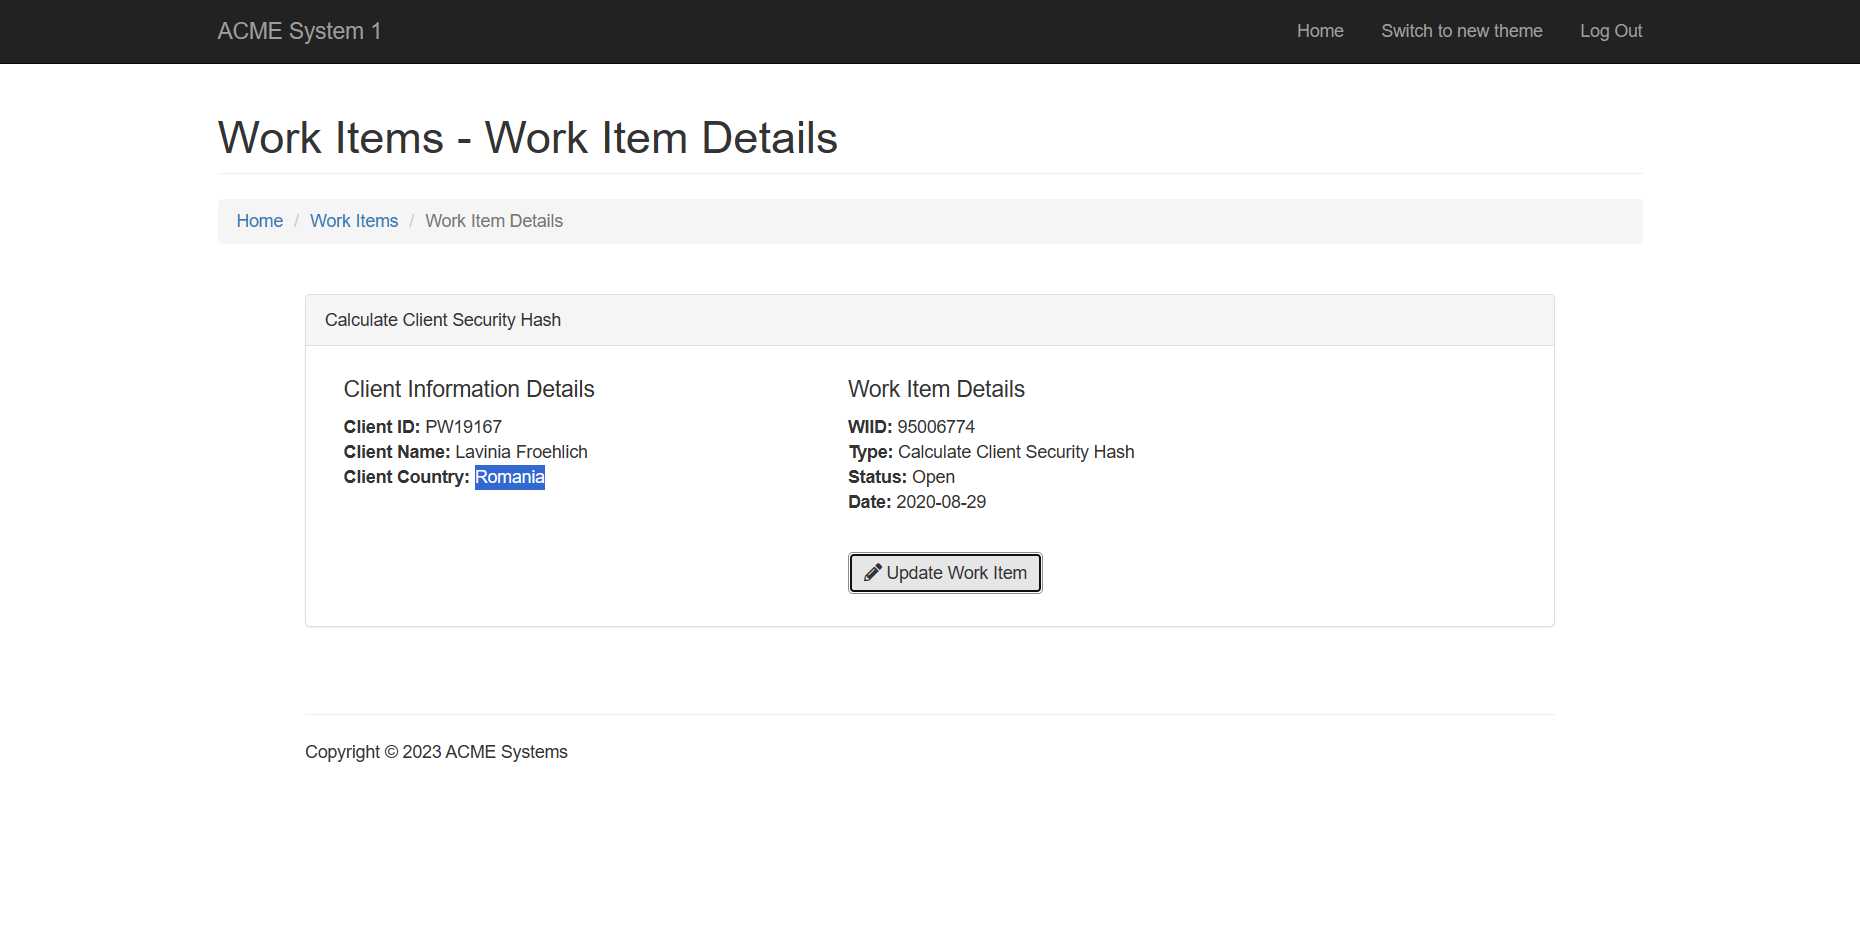 ACME System 1 Home Switch to new theme Log Out
Work Items - Work Item Details
Home / Work Items / Work Item Details
Calculate Client Security Hash
Client Information Details
Client ID: PW19167
Client Name: Lavinia Froehlich
Client Country: Romania
Work Item Details
WIID: 95006774
Type: Calculate Client Security Hash
Status: Open
Date: 2020-08-29
Update Work Item
Copyright © 2023 ACME Systems